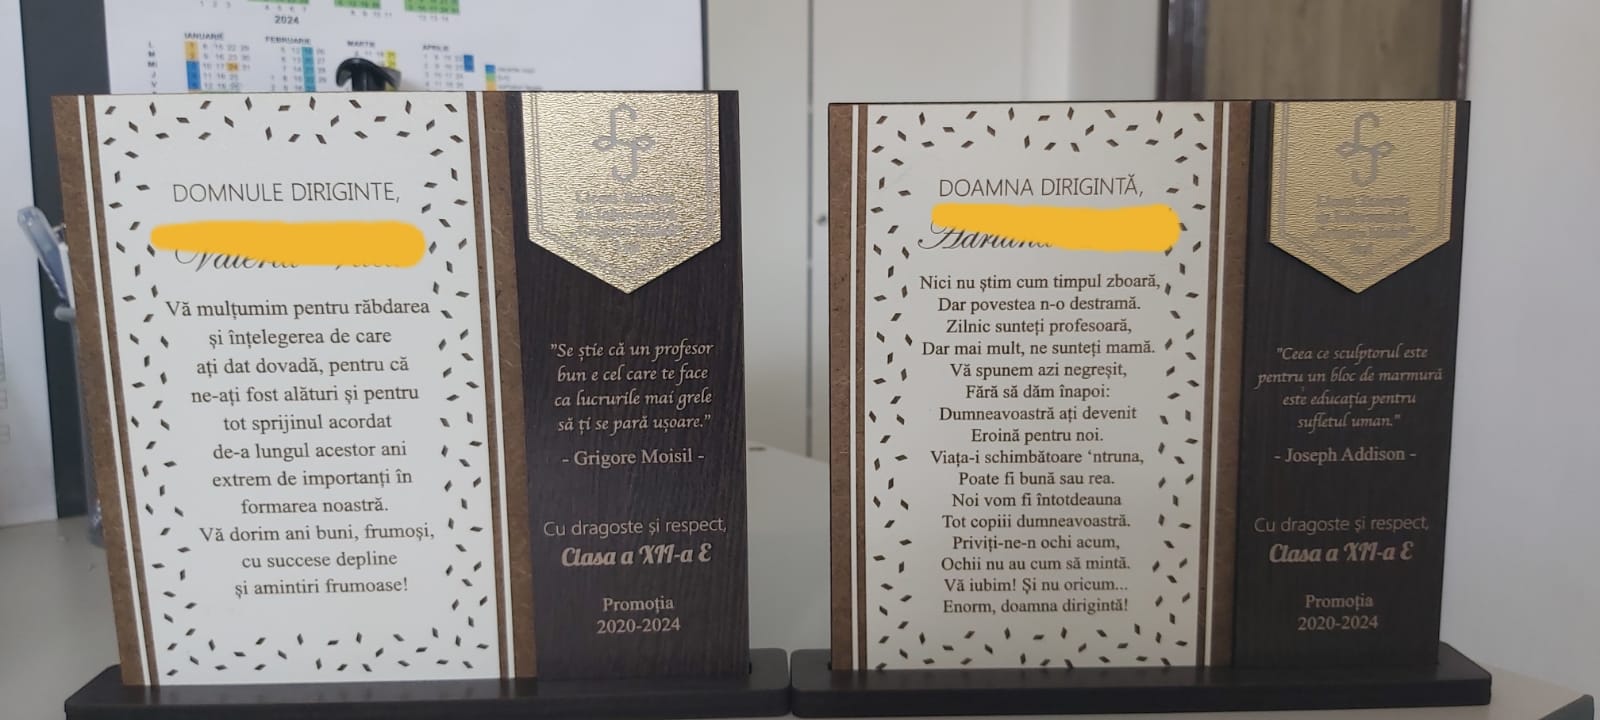 2024
IANUARIE
FEBRUARIE
MARTIE
APRILIE
DOMNULE DIRIGINTE,
Vă mulțumim pentru răbdarea
și înțelegerea de care
ați dat dovadă, pentru că
ne-ați fost alături și pentru
tot sprijinul acordat
de-a lungul acestor ani
extrem de importanți în
formarea noastră.
Vă dorim ani buni, frumoși,
cu succese depline
și amintiri frumoase!
"Se știe că un profesor
bun e cel care te face
ca lucrurile mai grele
să ți se pară ușoare."
- Grigore Moisil -
Cu dragoste și respect,
Clasa a XII-a E
Promoția
2020-2024
DOAMNA DIRIGINTĂ,
Nici nu știm cum timpul zboară,
Dar povestea n-o destramă.
Zilnic sunteți profesoară,
Dar mai mult, ne sunteți mamă.
Vă spunem azi negreșit,
Fără să dăm înapoi:
Dumneavoastră ați devenit
Eroină pentru noi.
Viața-i schimbătoare ‘ntruna,
Poate fi bună sau rea.
Noi vom fi întotdeauna
Tot copiii dumneavoastră.
Priviți-ne-n ochi acum,
Ochii nu au cum să mintă.
Vă iubim! Și nu oricum...
Enorm, doamna dirigintă!
"Ceea ce sculptorul este
pentru un bloc de marmură
este educația pentru
sufletul uman."
- Joseph Addison -
Cu dragoste și respect,
Clasa a XII-a E
Promoția
2020-2024